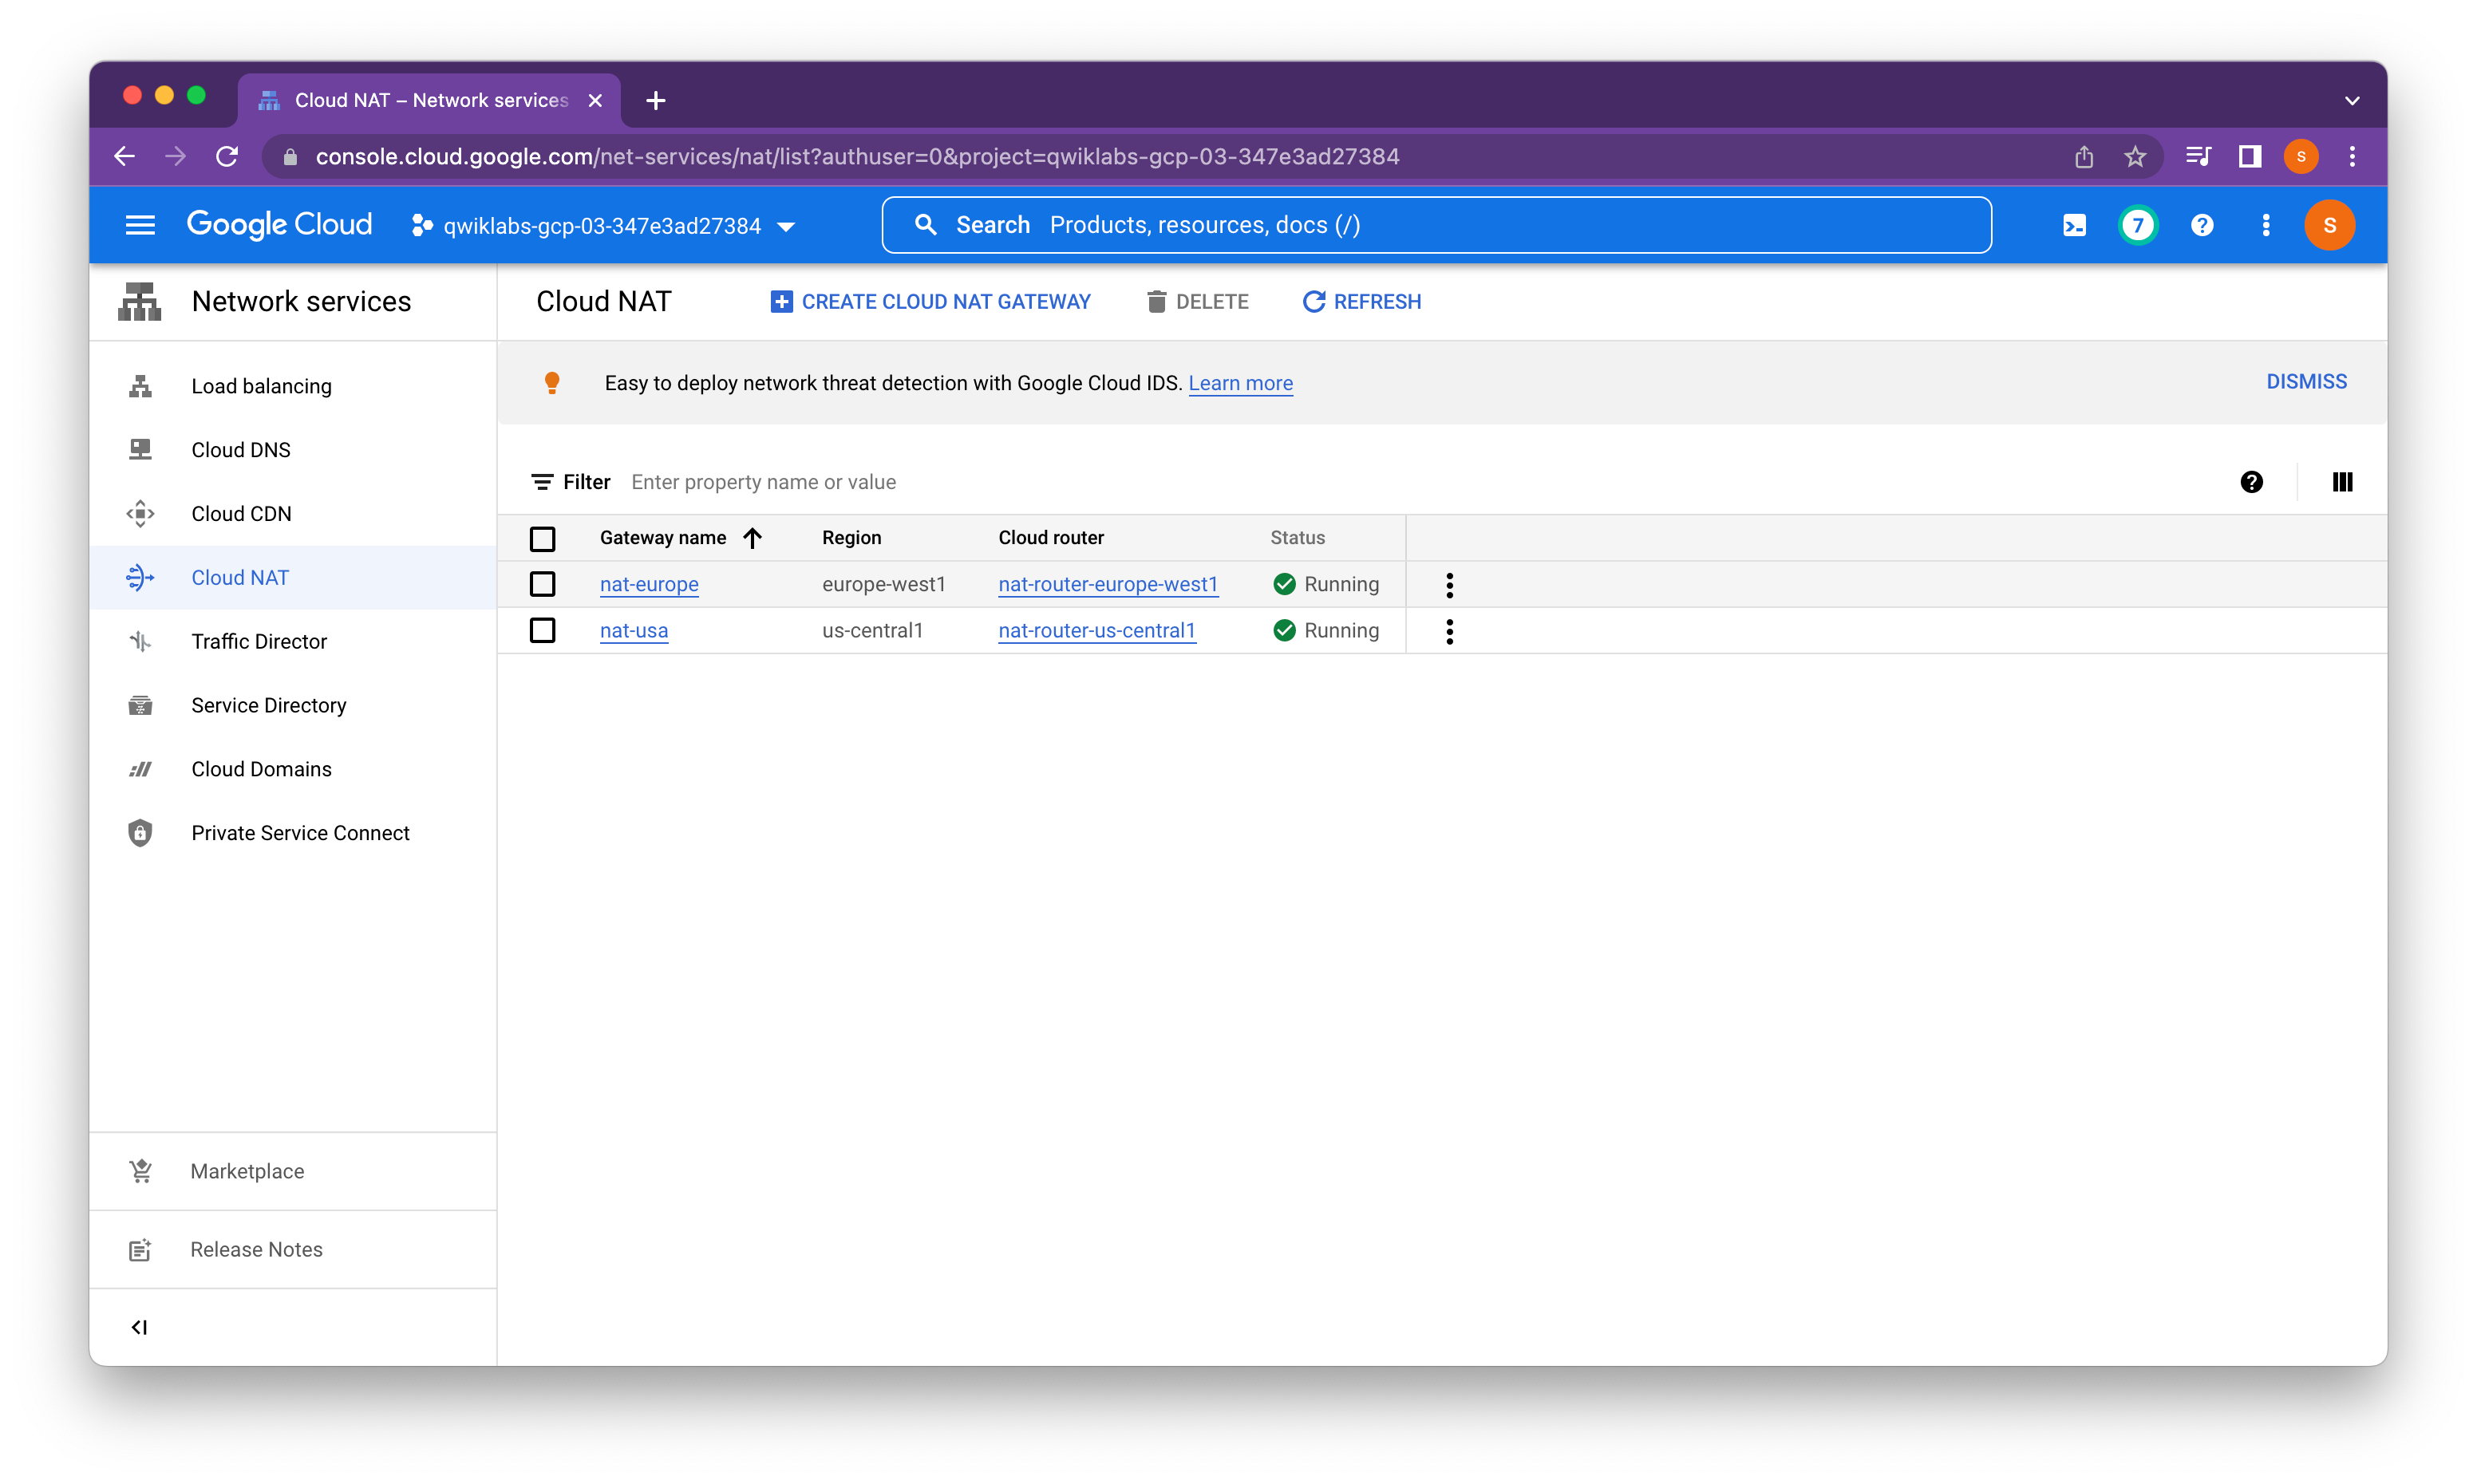 Cloud NAT – Network services
console.cloud.google.com/net-services/nat/list?authuser=0&project=qwiklabs-gcp-03-347e3ad27384
S
Google Cloud
qwiklabs-gcp-03-347e3ad27384
Search Products, resources, docs (/)
7
S
Network services
Cloud NAT
CREATE CLOUD NAT GATEWAY
DELETE
REFRESH
Easy to deploy network threat detection with Google Cloud IDS. Learn more
DISMISS
Load balancing
Cloud DNS
Cloud CDN
Cloud NAT
Traffic Director
Service Directory
Cloud Domains
Private Service Connect
Marketplace
Release Notes
Filter Enter property name or value
Gateway name Region Cloud router Status
nat-europe europe-west1 nat-router-europe-west1 Running
nat-usa us-central1 nat-router-us-central1 Running